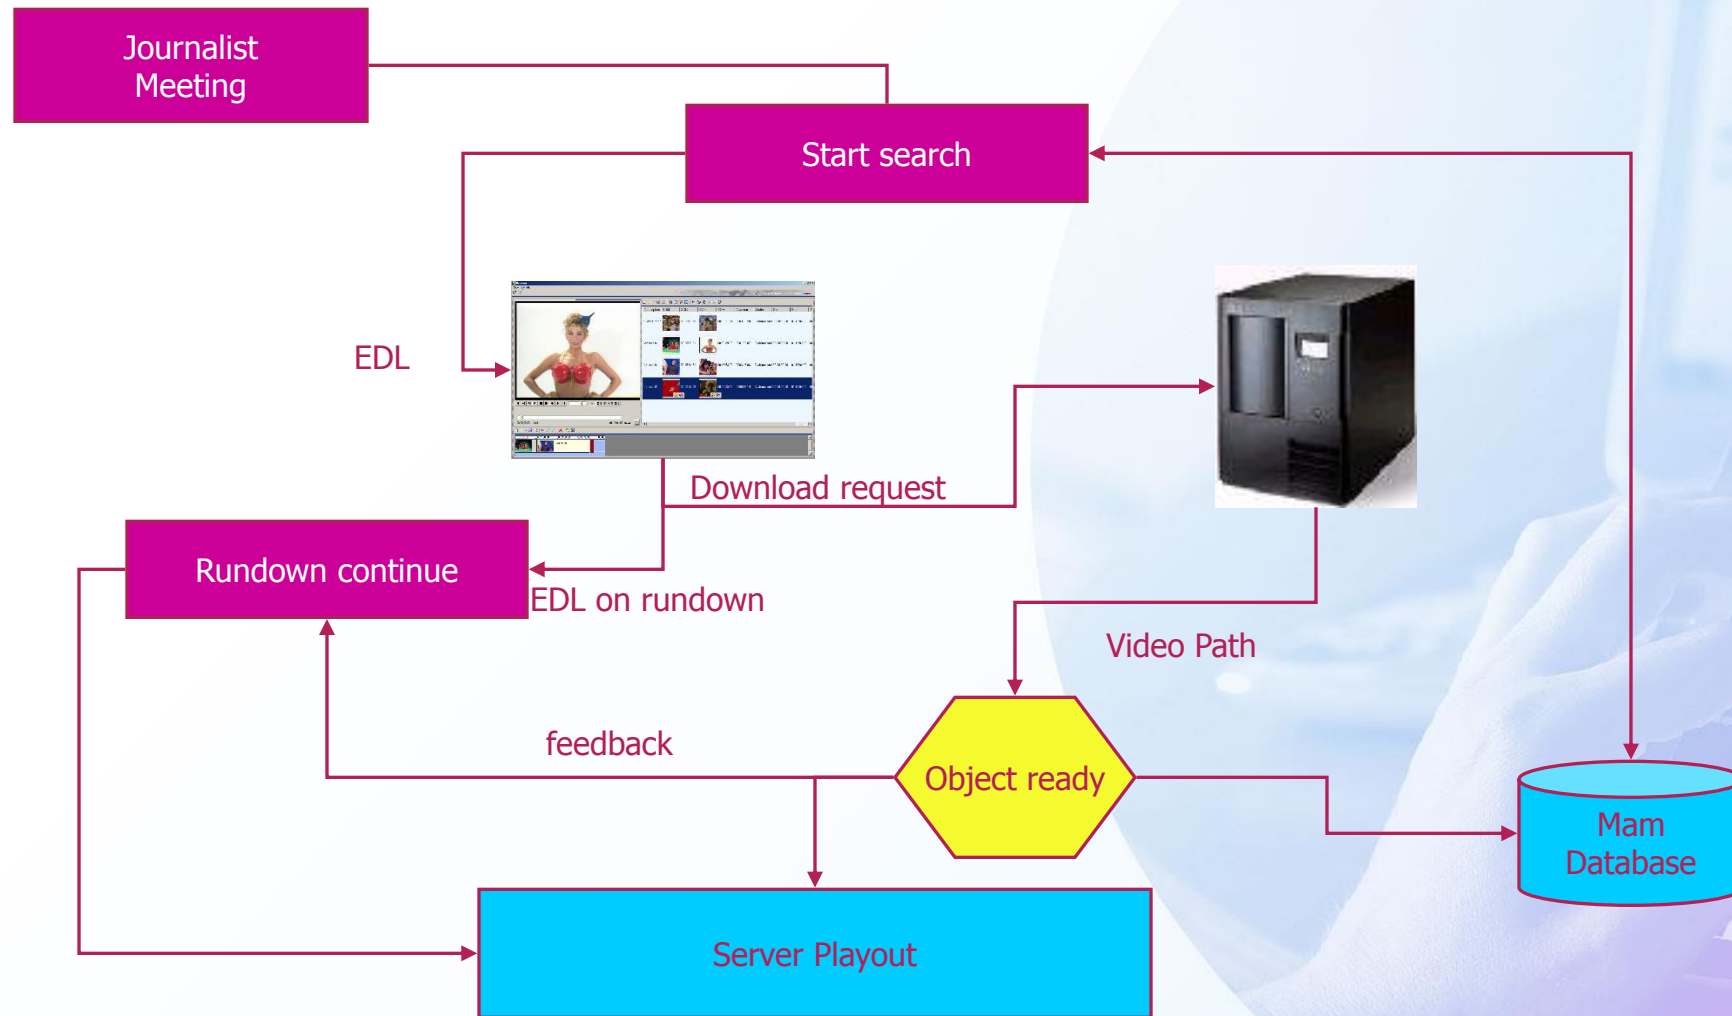 Journalist
Meeting
Start search
EDL
Download request
Rundown continue
EDL on rundown
Video Path
feedback
Object ready
Mam
Database
Server Playout